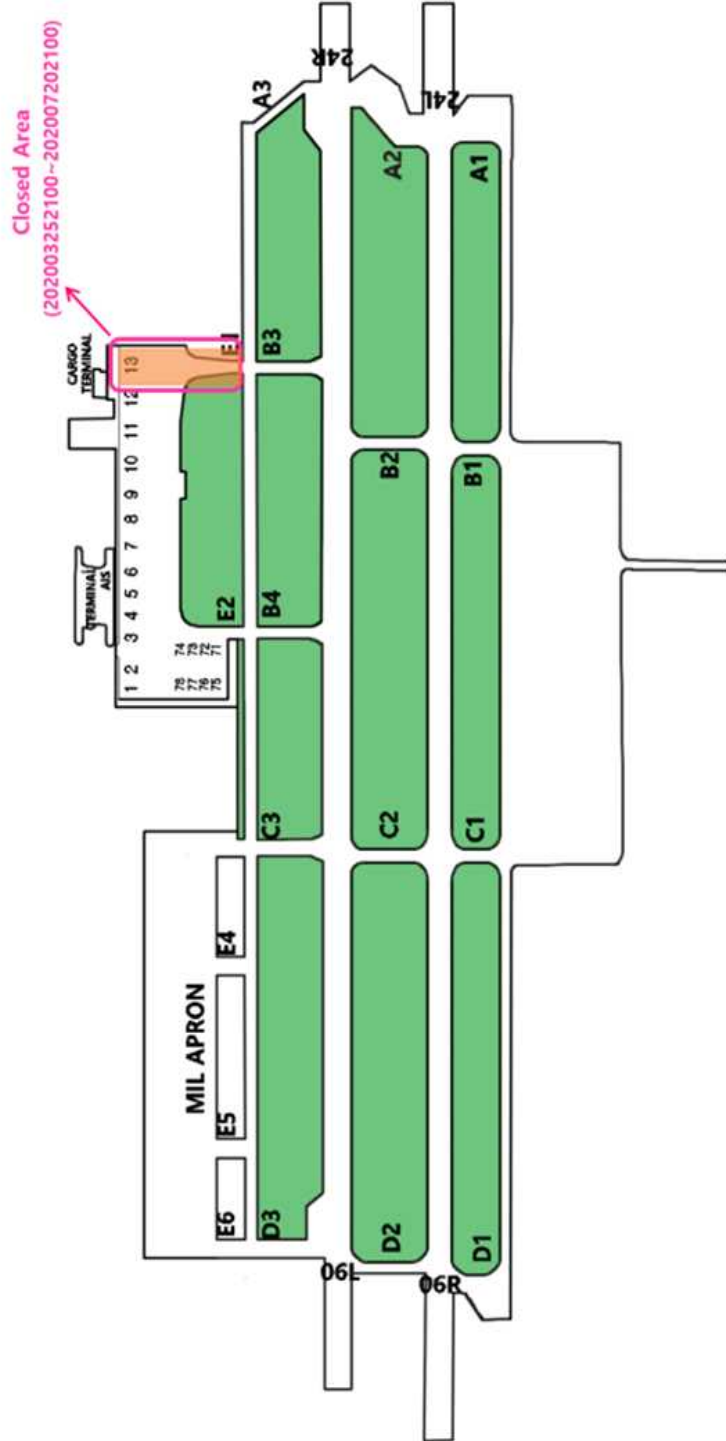 Closed Area
(202003252100~202007202100)
CARGO
TERMINAL
TERMINAL
AIS
1 2 3 4 5 6 7 8 9 10 11 12 13
78 74
77 73
76 72
75 71
24R
24L
A3
A2
A1
E1
B3
B2
B1
E2
B4
C3
C2
C1
E4
E5
E6
MIL APRON
D3
D2
D1
06L
06R